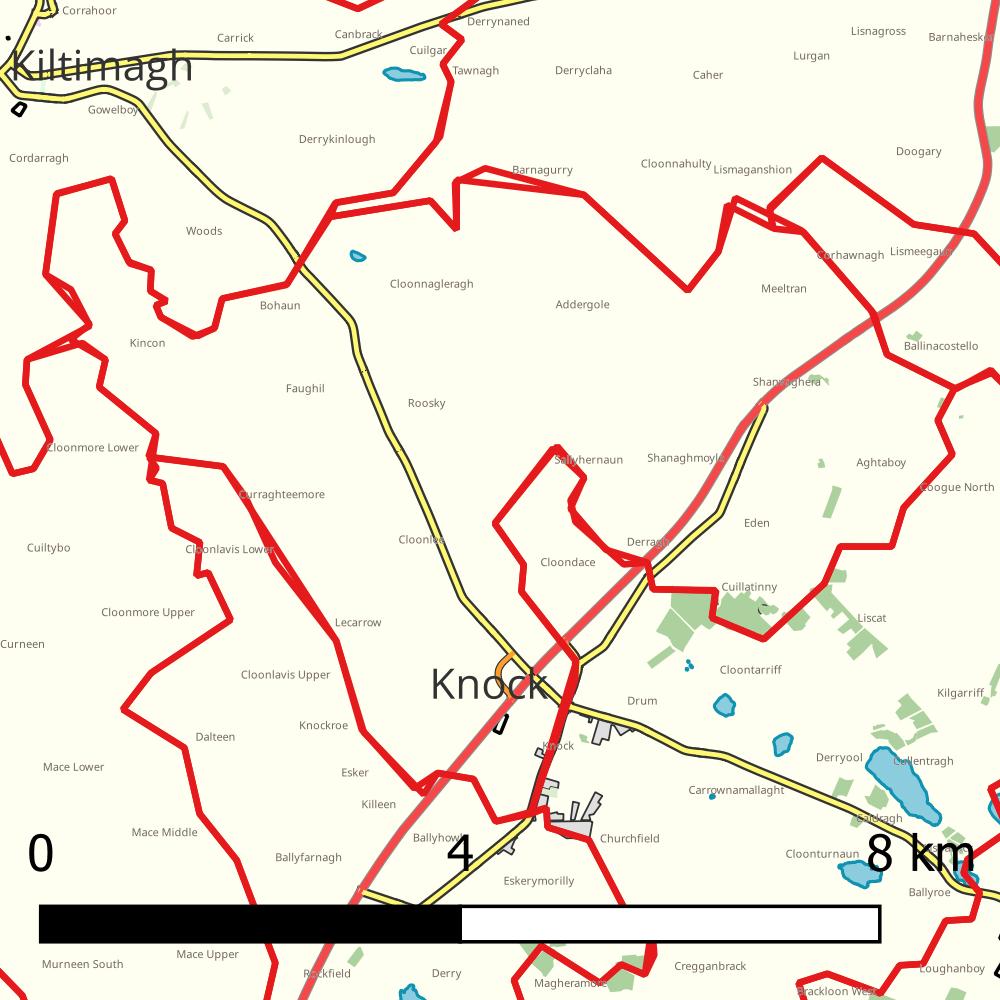 Corrahoor
Derrynaned
Carrick
Canbrack
Lisnagross
Barnahesker
Cuilgar
Lurgan
Kiltimagh
Tawnagh
Derryclaha
Caher
Gowelboy
Derrykinlough
Doogary
Cordarragh
Cloonnahulty
Lismaganshion
Barnagurry
Woods
Corhawnagh
Lismeegaun
Cloonnagleragh
Meeltran
Bohaun
Addergole
Kincon
Ballinacostello
Faughil
Shanvaghera
Roosky
Cloonmore Lower
Sallyhernaun
Shanaghmoyle
Aghtaboy
Curraghteemore
Coogue North
Eden
Cuiltybo
Cloonlavis Lower
Cloonlee
Derragh
Cloondace
Cuillatinny
Cloonmore Upper
Lecarrow
Liscat
Curneen
Cloonlavis Upper
Cloontarriff
Knock
Drum
Kilgarriff
Knockroe
Dalteen
Knock
Mace Lower
Esker
Derryool
Cullentragh
Carrownamallaght
Killeen
Caldragh
Mace Middle
Ballyhowly
Churchfield
0
4
8 km
Ballyfarnagh
Cloonturnaun
Eskerymorilly
Ballyroe
Murneen South
Mace Upper
Rockfield
Derry
Cregganbrack
Loughanboy
Magheramore
Brackloon West